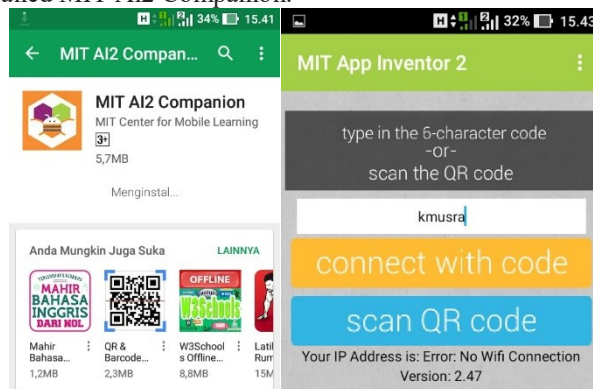 MIT AI2 Companion.
34% 15.41
MIT AI2 Compan...
MIT AI2 Companion
MIT Center for Mobile Learning
3+
5,7MB
Menginstal...
Anda Mungkin Juga Suka LAINNYA
MAHIR
BAHASA
INGGRIS
DARI NOL
OFFLINE
W3Schools
Mahir
Bahasa...
1,2MB
QR &
Barcode...
2,3MB
W3School
s Offline...
8,8MB
Latil
Rum
15M
H 32% 15.43
MIT App Inventor 2
type in the 6-character code
-or-
scan the QR code
kmusra
connect with code
scan QR code
Your IP Address is: Error: No Wifi Connection
Version: 2.47